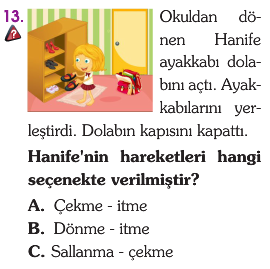 13. Okuldan dö-
nen Hanife
ayakkabı dola-
bını açtı. Ayak-
kabılarını yer-
leştirdi. Dolabın kapısını kapattı.
Hanife'nin hareketleri hangi
seçenekte verilmiştir?
A. Çekme - itme
B. Dönme - itme
C. Sallanma - çekme